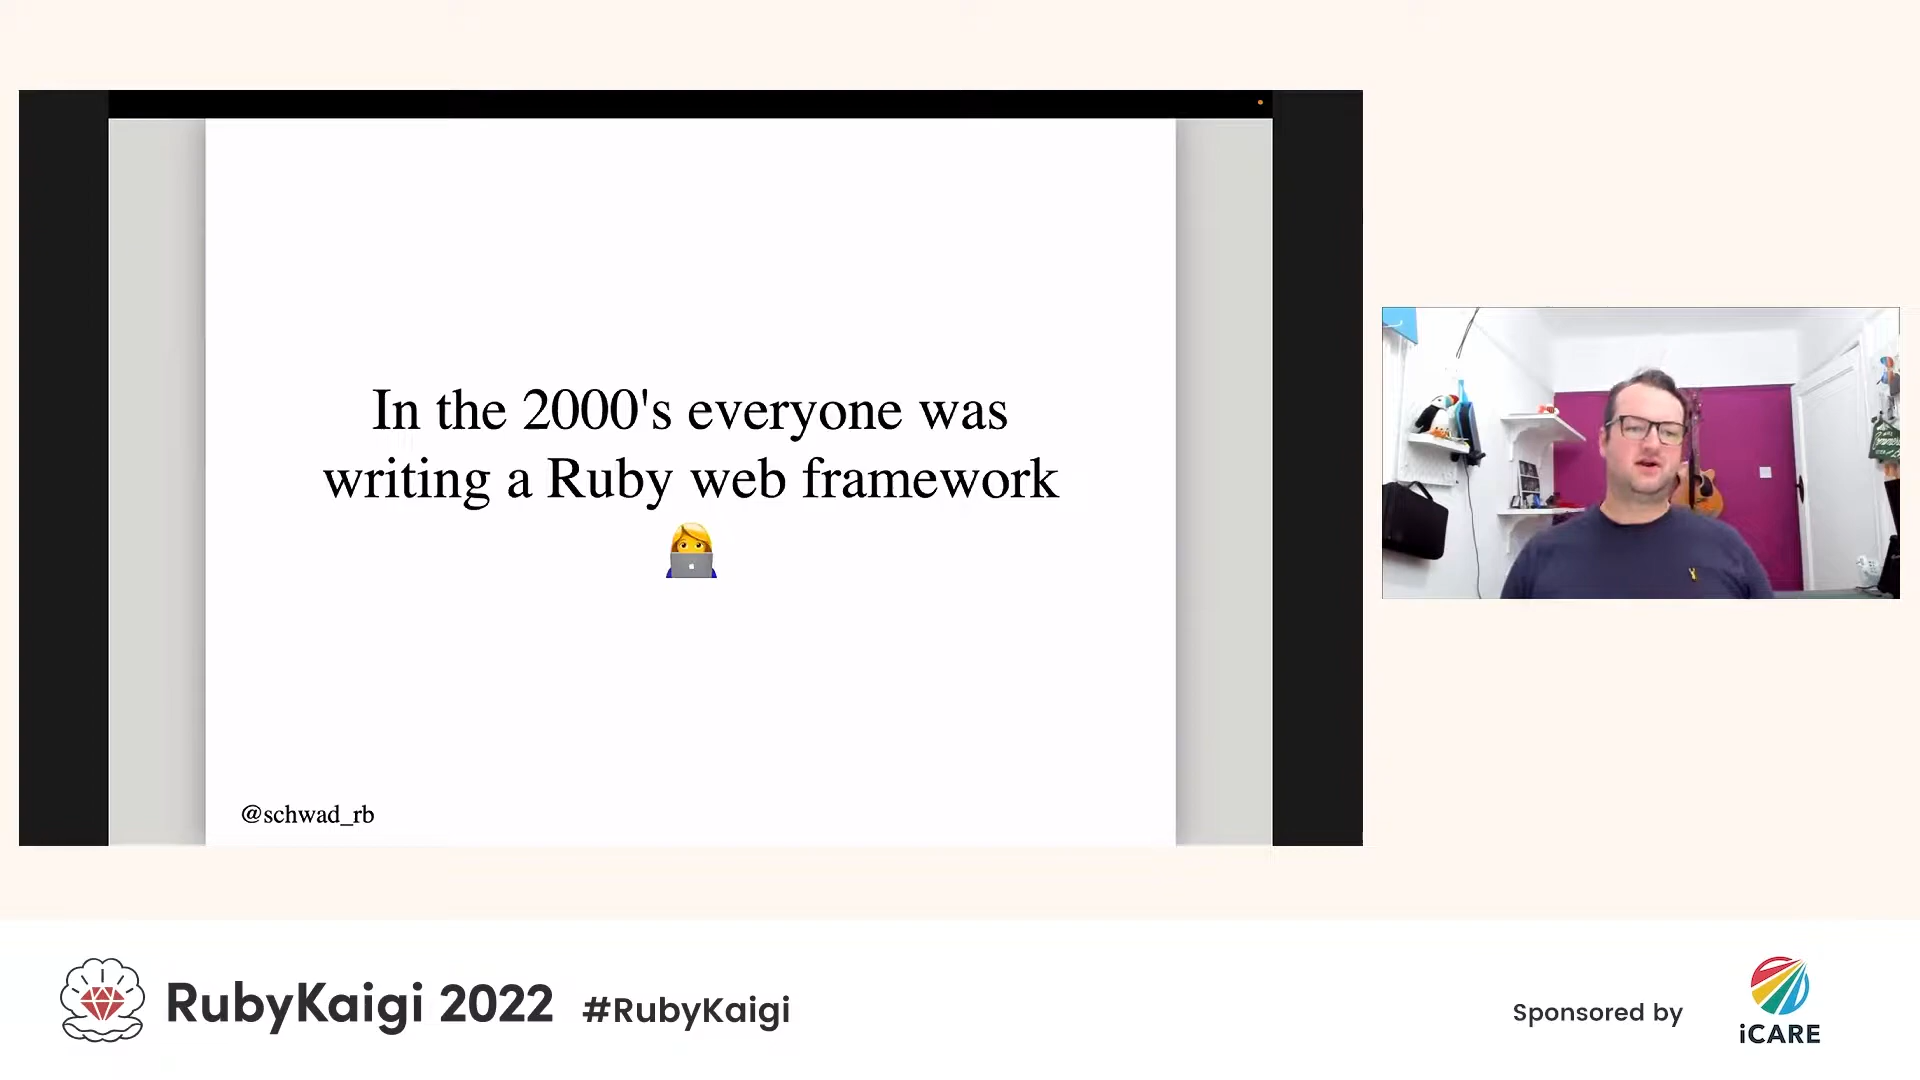 In the 2000's everyone was
writing a Ruby web framework
@schwad_rb
RubyKaigi 2022 #RubyKaigi
Sponsored by
iCARE